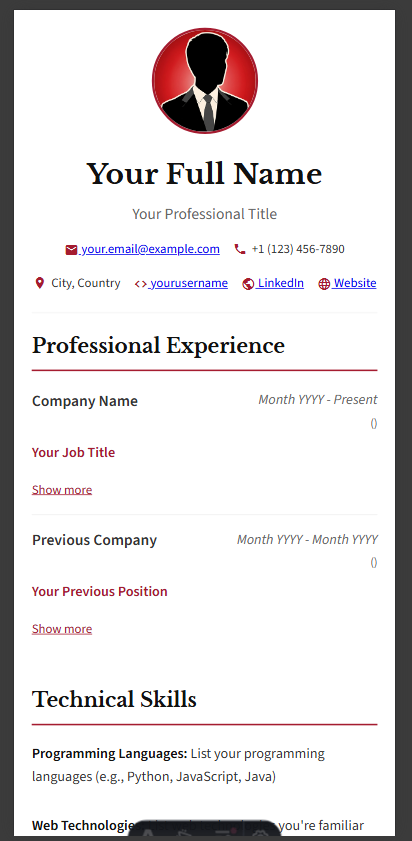 Your Full Name
Your Professional Title
your.email@example.com +1 (123) 456-7890
City, Country yourusername LinkedIn Website
Professional Experience
Company Name Month YYYY - Present
()
Your Job Title
Show more
Previous Company Month YYYY - Month YYYY
()
Your Previous Position
Show more
Technical Skills
Programming Languages: List your programming
languages (e.g., Python, JavaScript, Java)
Web Technologie you're familiar